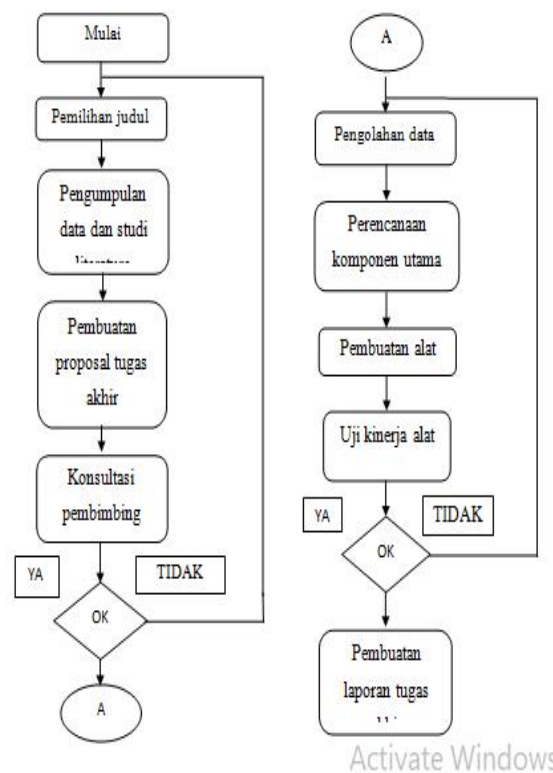 Mulai
Pemilihan judul
Pengumpulan
data dan studi
Pembuatan
proposal tugas
akhir
Konsultasi
pembimbing
YA
TIDAK
OK
A
A
Pengolahan data
Perencanaan
komponen utama
Pembuatan alat
Uji kinerja alat
YA
TIDAK
OK
Pembuatan
laporan tugas
Activate Windows